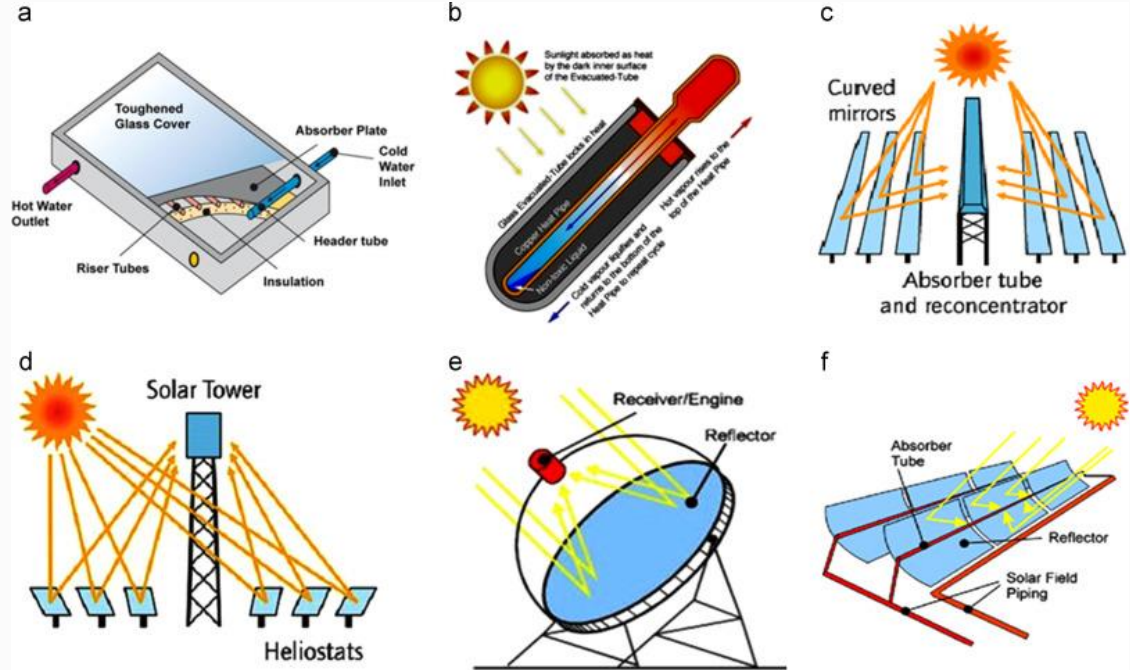 a
Toughened
Glass Cover
Absorber Plate
Cold
Water
Inlet
Hot Water
Outlet
Header tube
Riser Tubes
Insulation
b
Sunlight absorbed as heat
by the dark inner surface
of the Evacuated-Tube
Glass Evacuated-Tube locks in heat
Copper Heat Pipe
Non-toxic Liquid
Hot vapour rises to the
top of the Heat Pipe
Cold vapour liquifies and
returns to the bottom of the
Heat Pipe to repeat cycle
c
Curved
mirrors
Absorber tube
and reconcentrator
d
Solar Tower
Heliostats
e
Receiver/Engine
Reflector
f
Absorber
Tube
Reflector
Solar Field
Piping